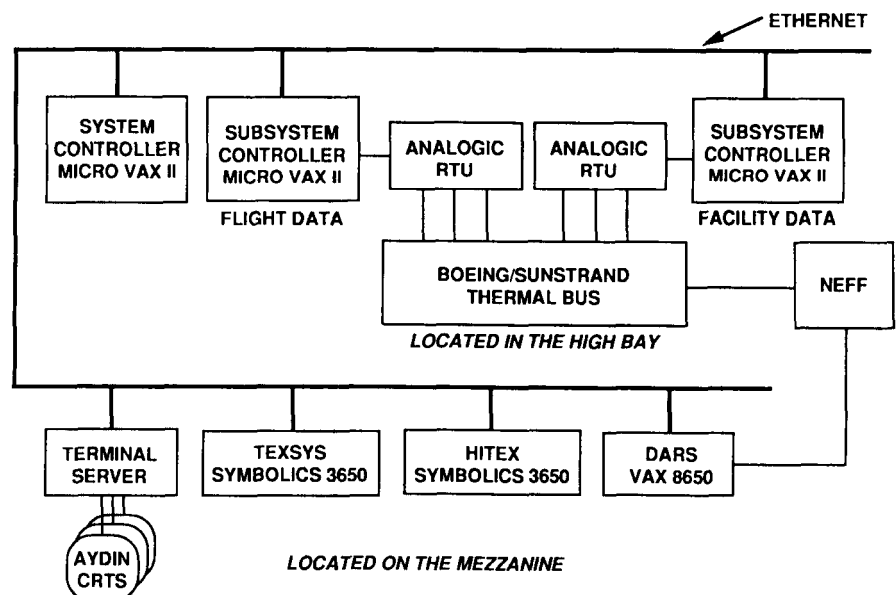 ETHERNET
SYSTEM
CONTROLLER
MICRO VAX II
SUBSYSTEM
CONTROLLER
MICRO VAX II
FLIGHT DATA
ANALOGIC
RTU
ANALOGIC
RTU
SUBSYSTEM
CONTROLLER
MICRO VAX II
FACILITY DATA
BOEING/SUNSTRAND
THERMAL BUS
NEFF
LOCATED IN THE HIGH BAY
TERMINAL
SERVER
TEXSYS
SYMBOLICS 3650
HITEX
SYMBOLICS 3650
DARS
VAX 8650
AYDIN
CRTS
LOCATED ON THE MEZZANINE